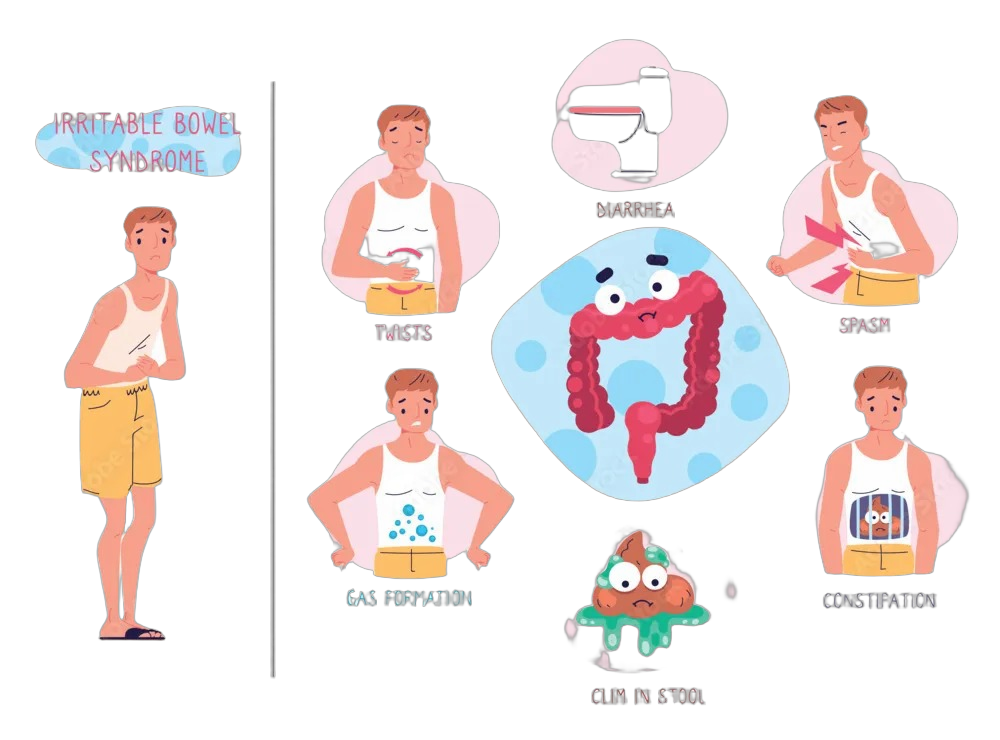 IRRITABLE BOWEL
SYNDROME
DIARRHEA
TWISTS
SPASM
GAS FORMATION
CONSTIPATION
CLIM IN STOOL